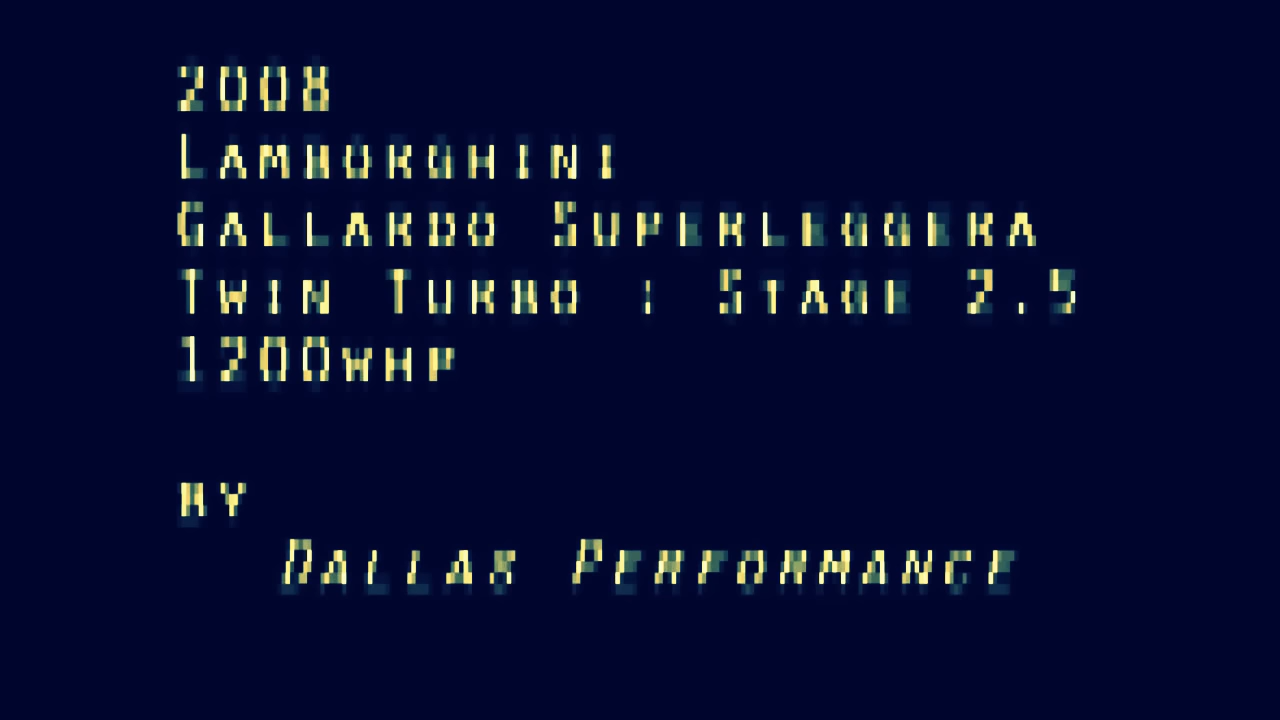 2008
Lamborghini
Gallardo Superleggera
Twin Turbo : Stage 2.5
1200whp
by
Dallas Performance